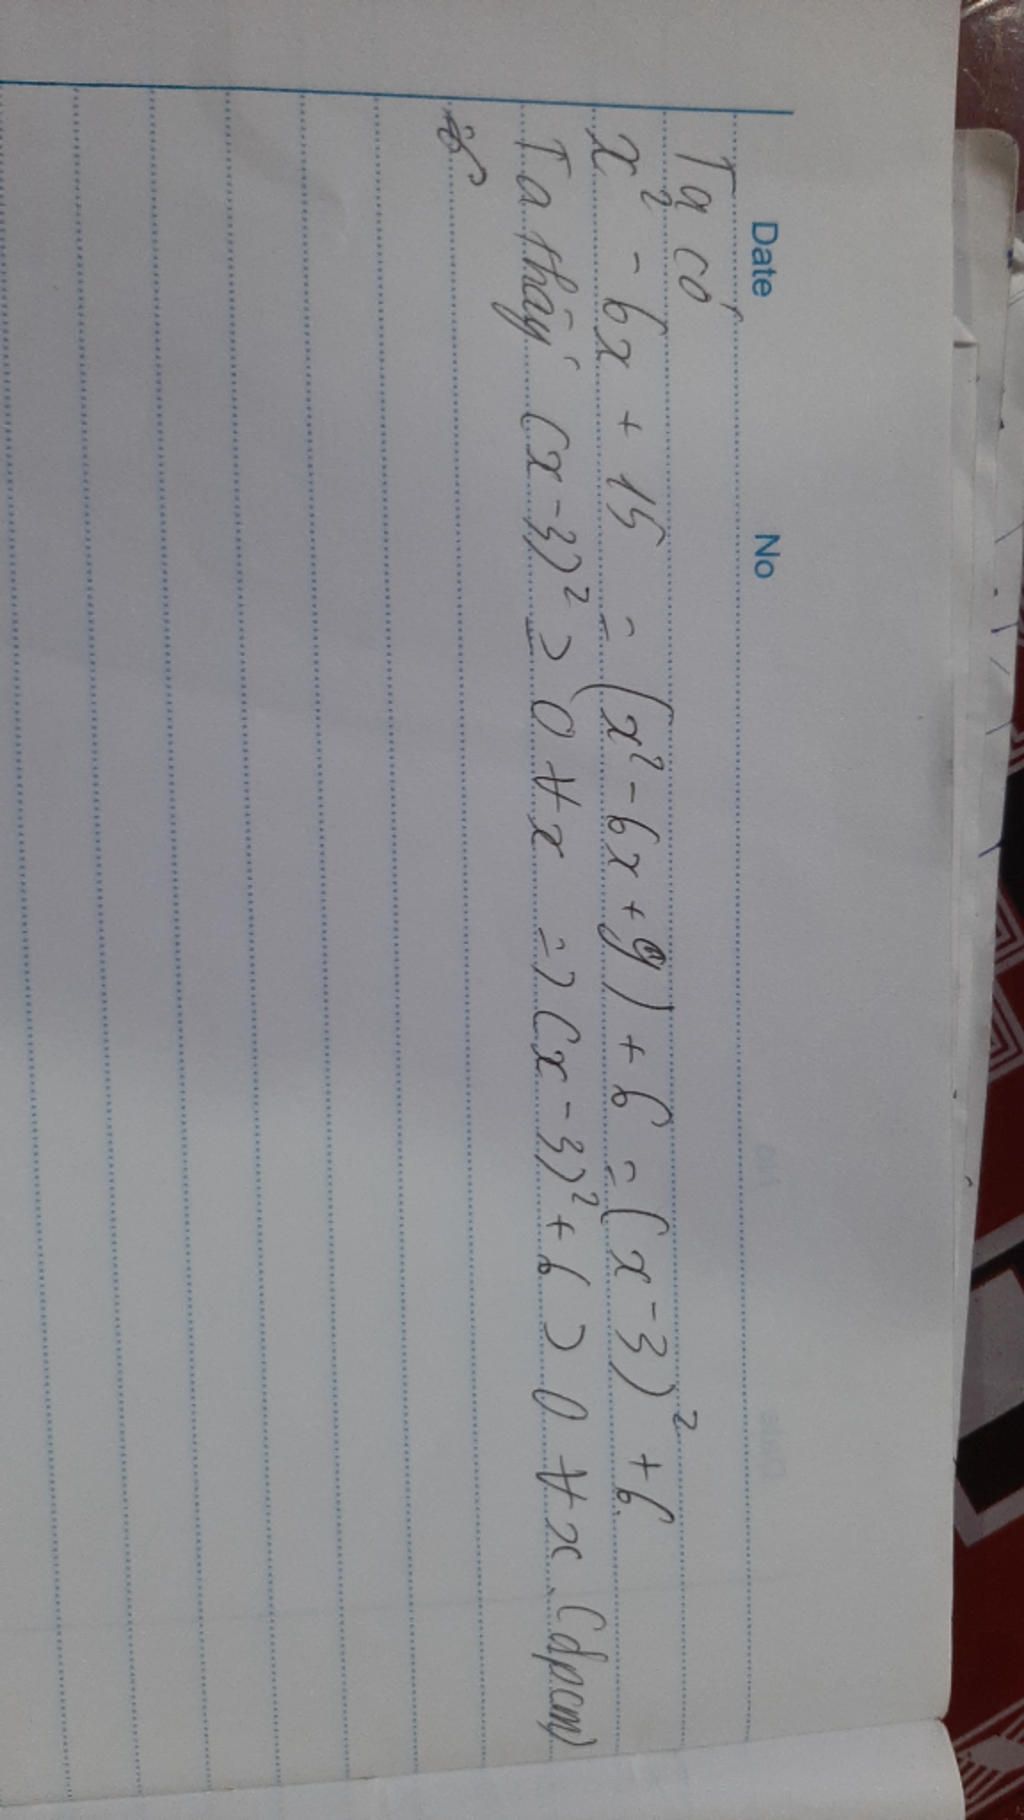 Date No
Ta có
x² - 6x + 15 = (x² - 6x + 9) + 6 = (x - 3)² + 6
Ta thấy (x - 3)² ≥ 0 ∀x => (x - 3)² + 6 > 0 ∀x. (đpcm)